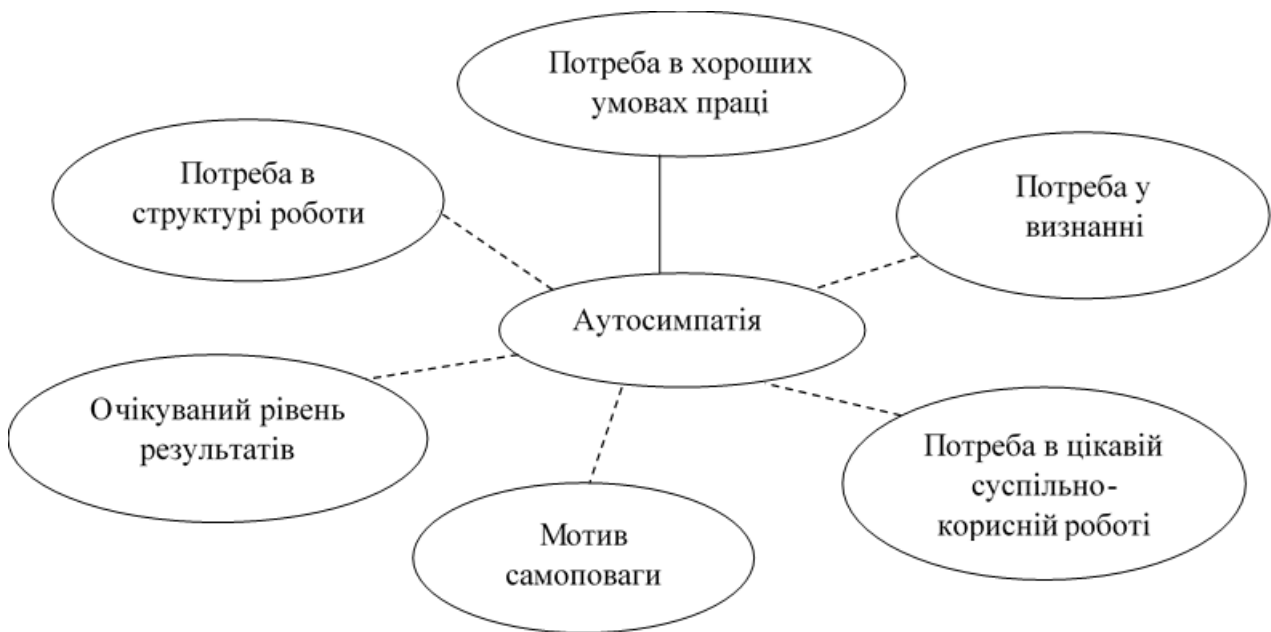 Потреба в хороших
умовах праці
Потреба в
структурі роботи
Потреба у
визнанні
Аутосимпатія
Очікуваний рівень
результатів
Потреба в цікавій
суспільно-
корисній роботі
Мотив
самоповаги